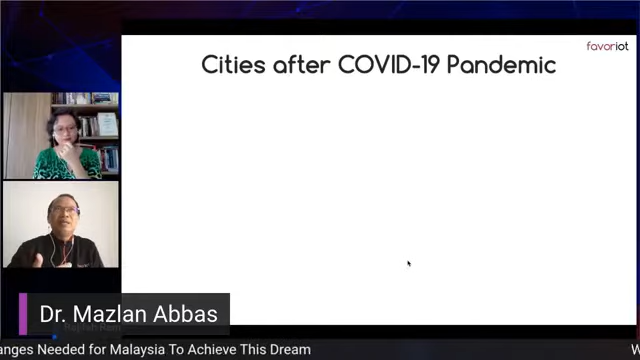 favoriot
Cities after COVID-19 Pandemic
Dr. Mazlan Abbas
anges Needed for Malaysia To Achieve This Dream
W